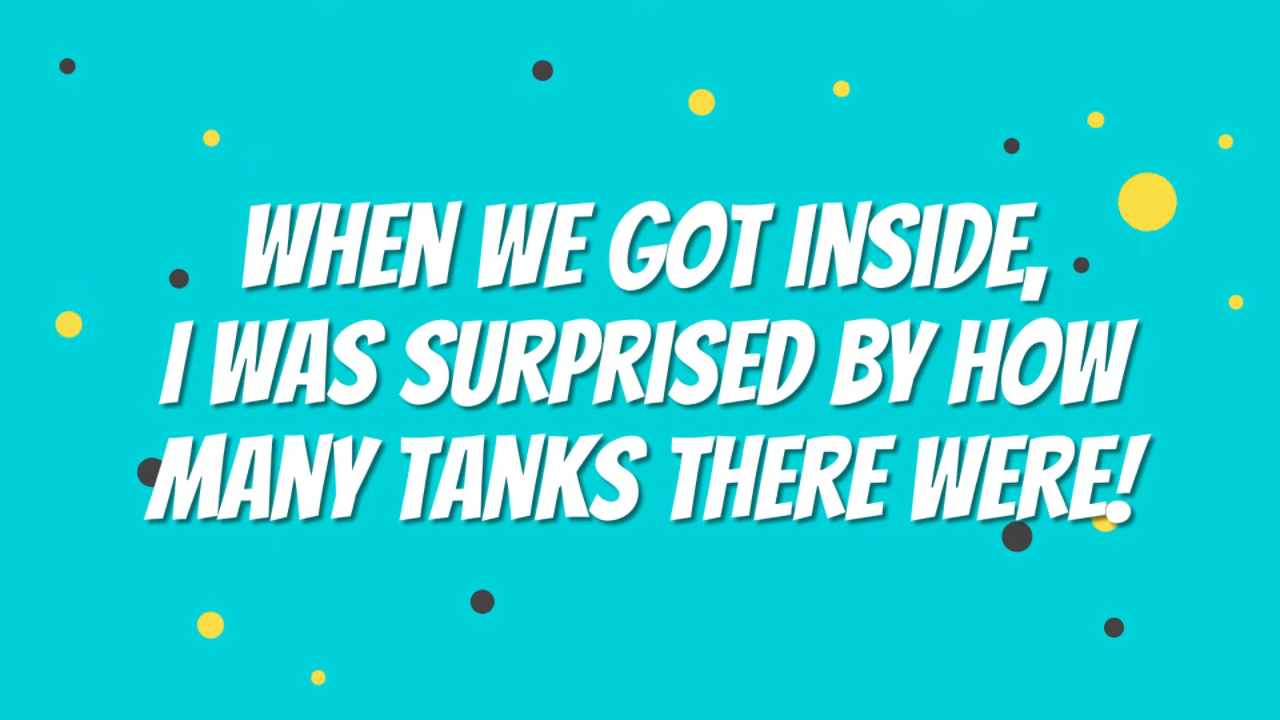 WHEN WE GOT INSIDE,
I WAS SURPRISED BY HOW
MANY TANKS THERE WERE!